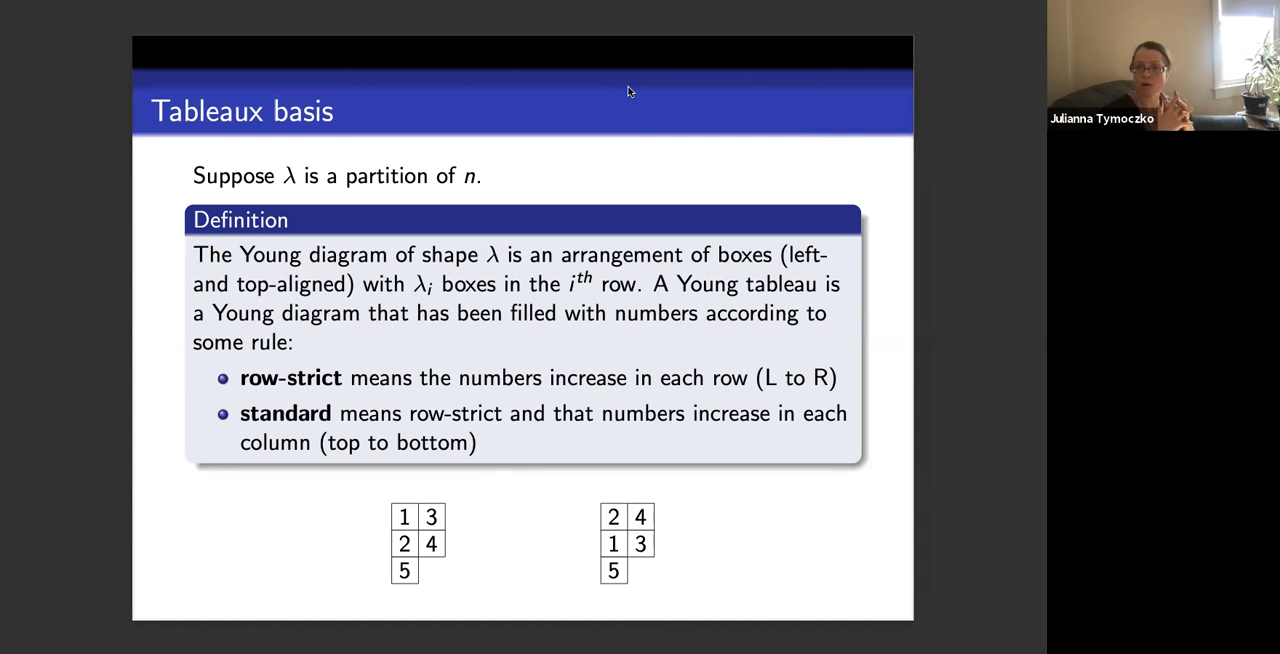 Tableaux basis
Suppose λ is a partition of n.
Definition
The Young diagram of shape λ is an arrangement of boxes (left-
and top-aligned) with λᵢ boxes in the iᵗʰ row. A Young tableau is
a Young diagram that has been filled with numbers according to
some rule:
row-strict means the numbers increase in each row (L to R)
standard means row-strict and that numbers increase in each
column (top to bottom)
1 3
2 4
5
2 4
1 3
5
Julianna Tymoczko